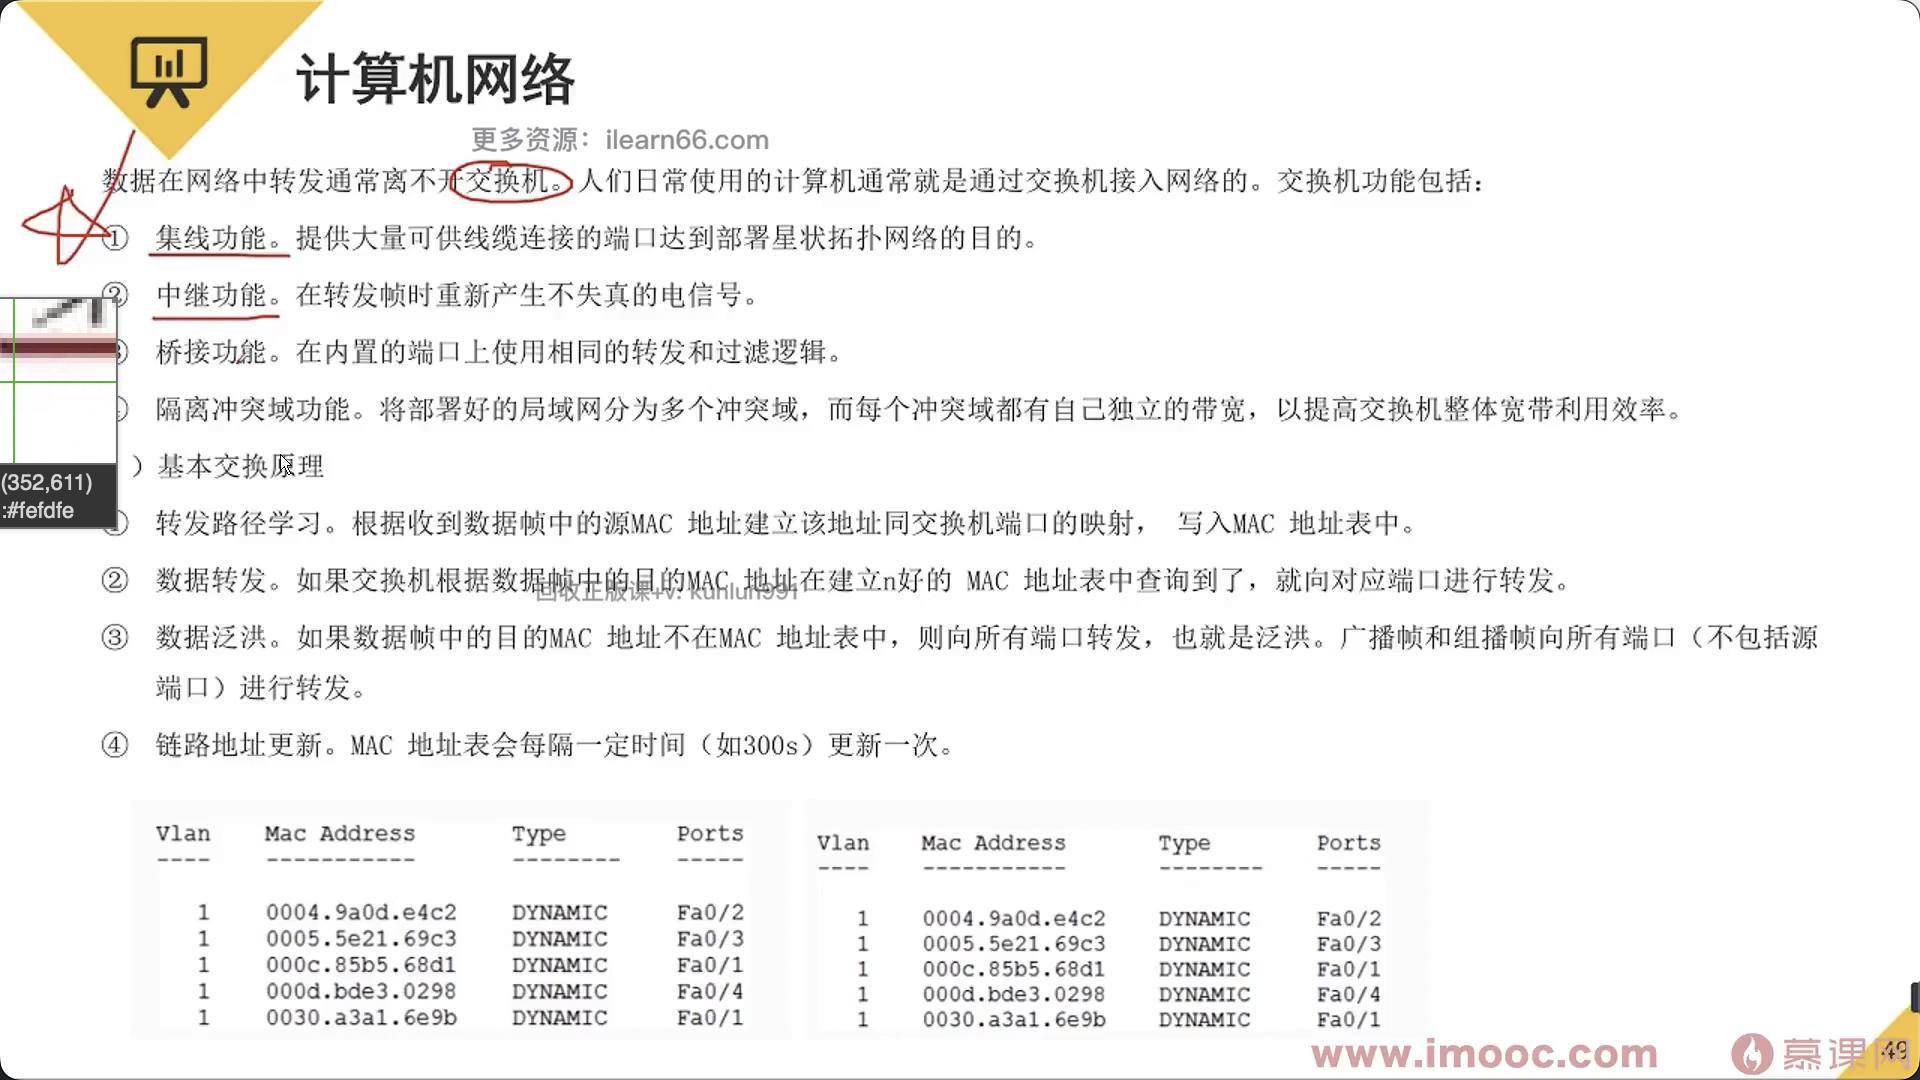 计算机网络
更多资源：ilearn66.com
数据在网络中转发通常离不开交换机。人们日常使用的计算机通常就是通过交换机接入网络的。交换机功能包括：
① 集线功能。提供大量可供线缆连接的端口达到部署星状拓扑网络的目的。
② 中继功能。在转发帧时重新产生不失真的电信号。
桥接功能。在内置的端口上使用相同的转发和过滤逻辑。
隔离冲突域功能。将部署好的局域网分为多个冲突域，而每个冲突域都有自己独立的带宽，以提高交换机整体宽带利用效率。
）基本交换原理
(352,611)
:#fefdfe
转发路径学习。根据收到数据帧中的源MAC 地址建立该地址同交换机端口的映射， 写入MAC 地址表中。
② 数据转发。如果交换机根据数据帧中的目的MAC 地址在建立n好的 MAC 地址表中查询到了，就向对应端口进行转发。
回收正版课+v: kunlun991
③ 数据泛洪。如果数据帧中的目的MAC 地址不在MAC 地址表中，则向所有端口转发，也就是泛洪。广播帧和组播帧向所有端口（不包括源
端口）进行转发。
④ 链路地址更新。MAC 地址表会每隔一定时间（如300s）更新一次。
Vlan Mac Address Type Ports
---- ----------- -------- -----
1 0004.9a0d.e4c2 DYNAMIC Fa0/2
1 0005.5e21.69c3 DYNAMIC Fa0/3
1 000c.85b5.68d1 DYNAMIC Fa0/1
1 000d.bde3.0298 DYNAMIC Fa0/4
1 0030.a3a1.6e9b DYNAMIC Fa0/1
Vlan Mac Address Type Ports
---- ----------- -------- -----
1 0004.9a0d.e4c2 DYNAMIC Fa0/2
1 0005.5e21.69c3 DYNAMIC Fa0/3
1 000c.85b5.68d1 DYNAMIC Fa0/1
1 000d.bde3.0298 DYNAMIC Fa0/4
1 0030.a3a1.6e9b DYNAMIC Fa0/1
www.imooc.com
慕课网
49